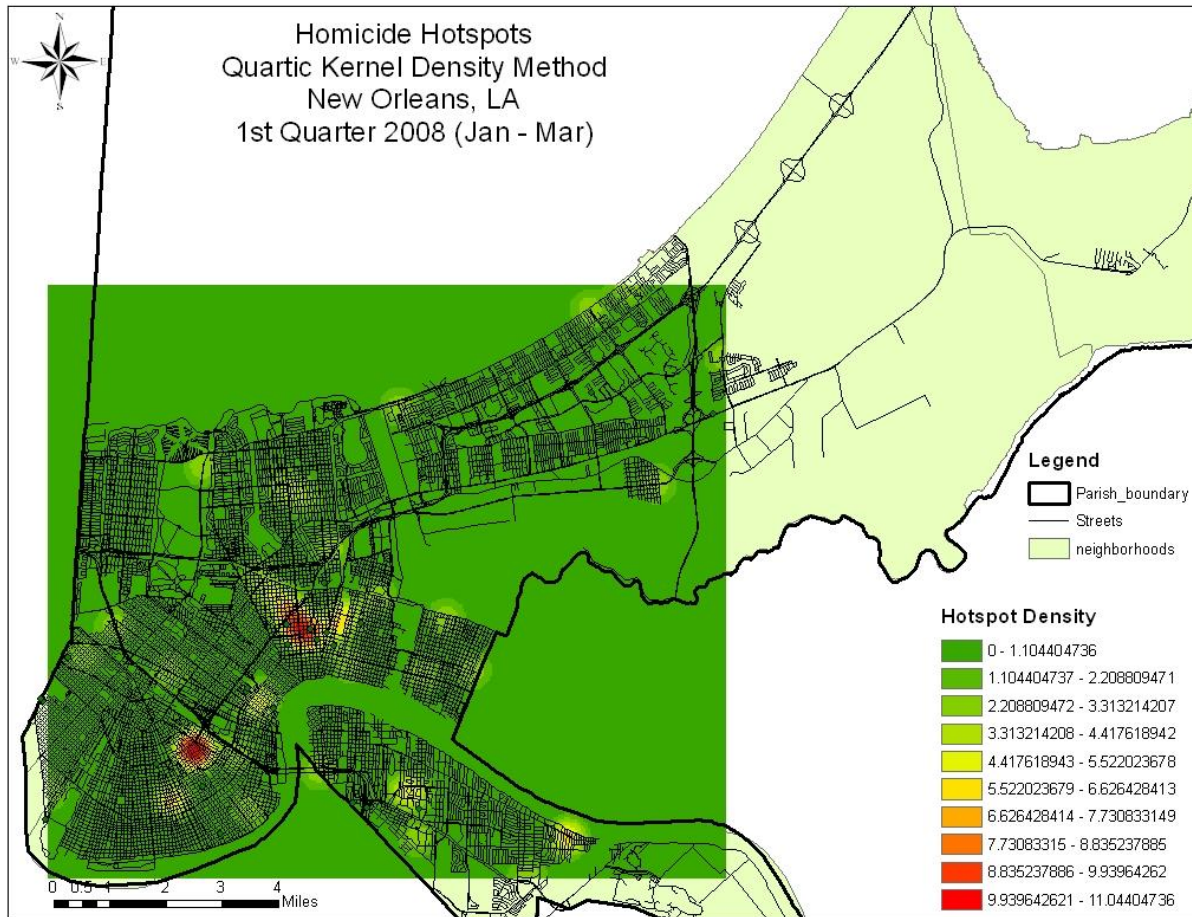 N
W E
S
Homicide Hotspots
Quartic Kernel Density Method
New Orleans, LA
1st Quarter 2008 (Jan - Mar)
Legend
Parish_boundary
Streets
neighborhoods
Hotspot Density
0 - 1.104404736
1.104404737 - 2.208809471
2.208809472 - 3.313214207
3.313214208 - 4.417618942
4.417618943 - 5.522023678
5.522023679 - 6.626428413
6.626428414 - 7.730833149
7.73083315 - 8.835237885
8.835237886 - 9.93964262
9.939642621 - 11.04404736
0 0.5 1 2 3 4
Miles